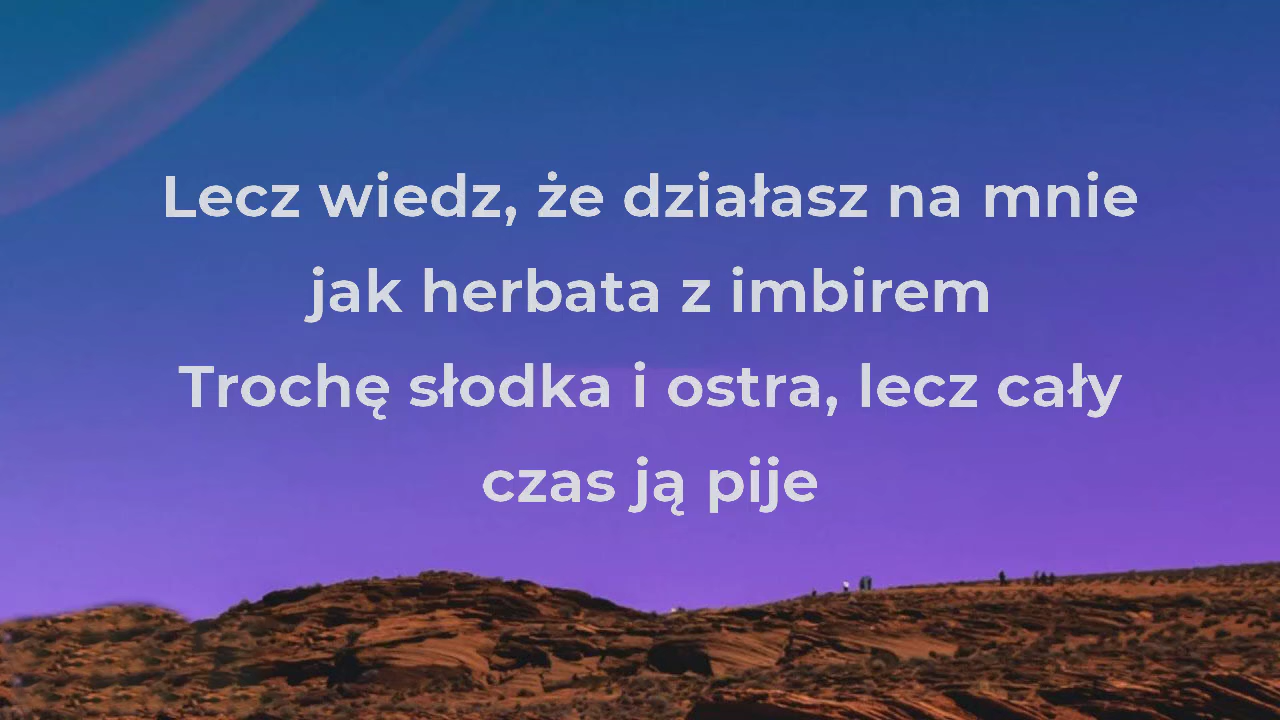 Lecz wiedz, że działasz na mnie
jak herbata z imbirem
Trochę słodka i ostra, lecz cały
czas ją pije